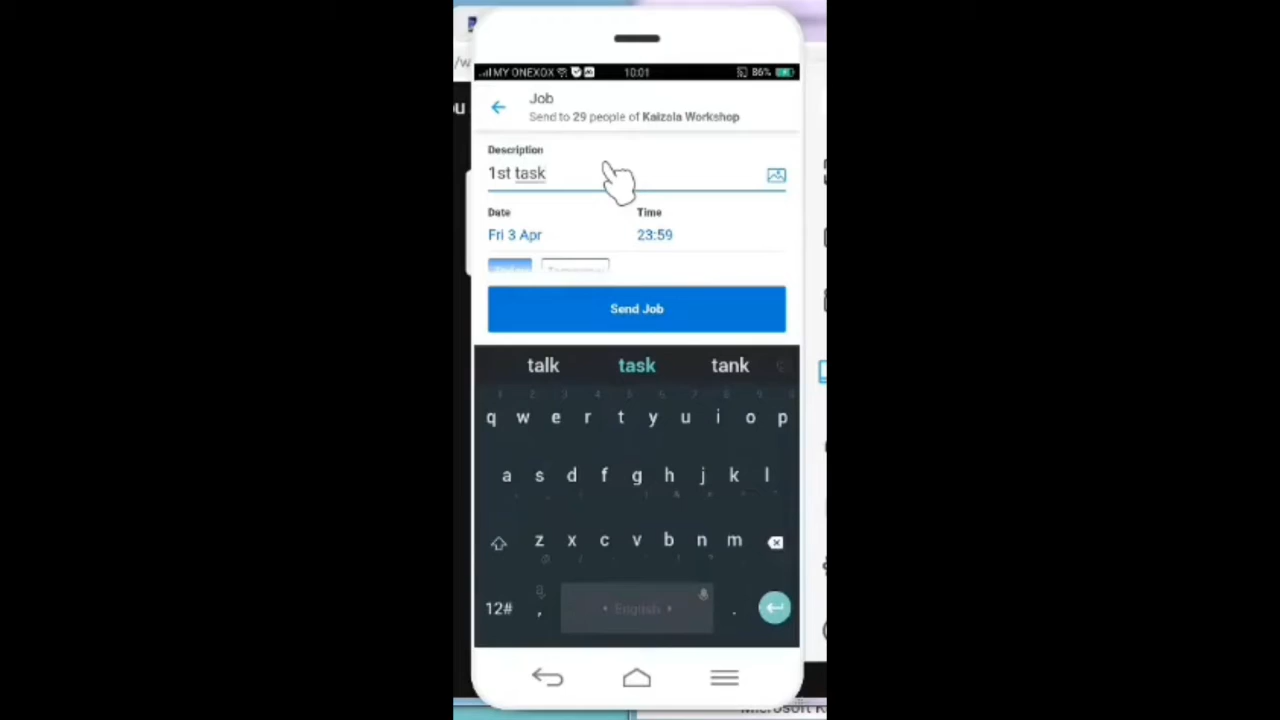 MY ONEXOX 10:01 86%
Job
Send to 29 people of Kaizala Workshop
Description
1st task
Date Time
Fri 3 Apr 23:59
Send Job
talk task tank
q w e r t y u i o p
a s d f g h j k l
z x c v b n m
12# , English .